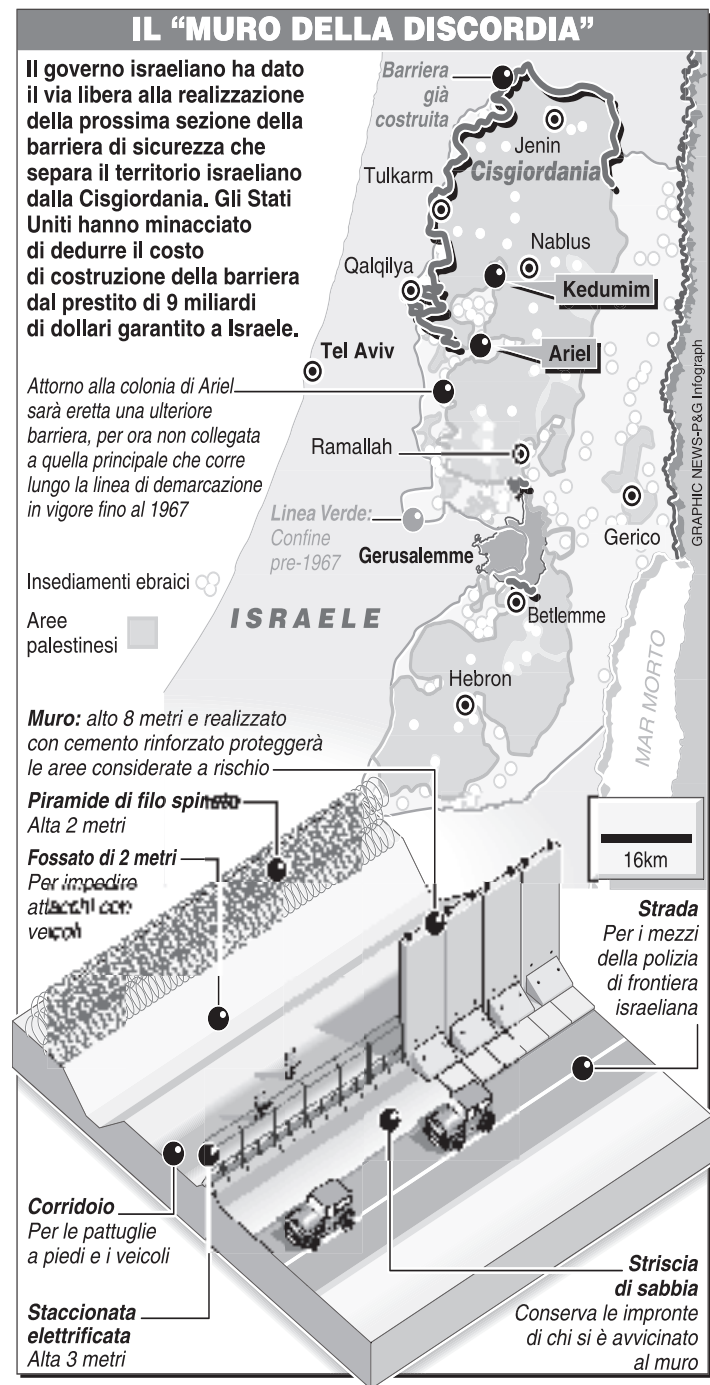 IL “MURO DELLA DISCORDIA”
Il governo israeliano ha dato
il via libera alla realizzazione
della prossima sezione della
barriera di sicurezza che
separa il territorio israeliano
dalla Cisgiordania. Gli Stati
Uniti hanno minacciato
di dedurre il costo
di costruzione della barriera
dal prestito di 9 miliardi
di dollari garantito a Israele.
Barriera
già
costruita
Jenin
Cisgiordania
Tulkarm
Nablus
Qalqilya
Kedumim
Tel Aviv
Ariel
Attorno alla colonia di Ariel
sarà eretta una ulteriore
barriera, per ora non collegata
a quella principale che corre
lungo la linea di demarcazione
in vigore fino al 1967
Ramallah
Linea Verde:
Confine
pre-1967
Gerico
Gerusalemme
GRAPHIC NEWS-P&G Infograph
Insediamenti ebraici
ISRAELE
Aree
palestinesi
Betlemme
Hebron
MAR MORTO
Muro: alto 8 metri e realizzato
con cemento rinforzato proteggerà
le aree considerate a rischio
Piramide di filo spinato
Alta 2 metri
Fossato di 2 metri
Per impedire
attacchi con
veicoli
16km
Strada
Per i mezzi
della polizia
di frontiera
israeliana
Corridoio
Per le pattuglie
a piedi e i veicoli
Staccionata
elettrificata
Alta 3 metri
Striscia
di sabbia
Conserva le impronte
di chi si è avvicinato
al muro